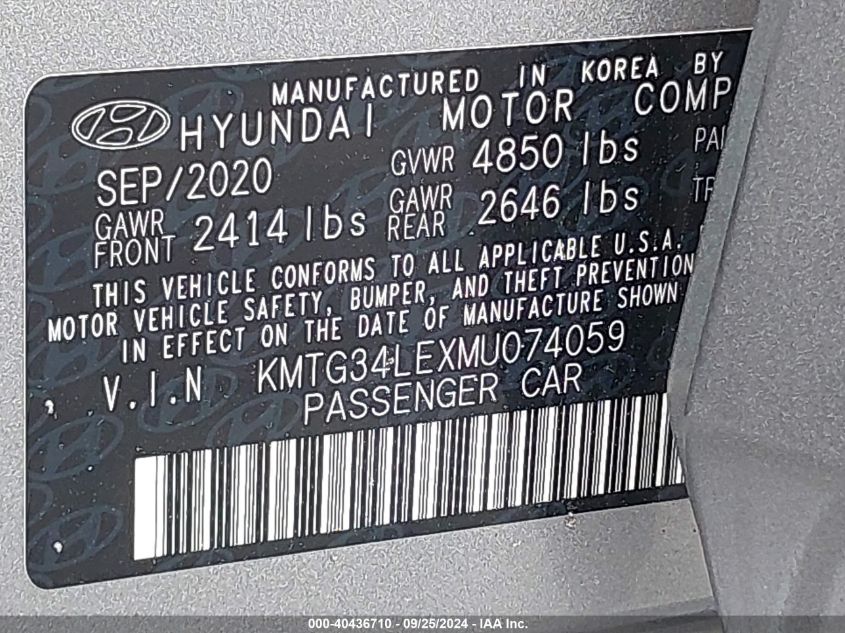 MANUFACTURED IN KOREA BY
HYUNDAI MOTOR COMP
SEP/2020 GVWR 4850 lbs PAI
GAWR FRONT 2414 lbs GAWR REAR 2646 lbs TR
THIS VEHICLE CONFORMS TO ALL APPLICABLE U.S.A.
MOTOR VEHICLE SAFETY, BUMPER, AND THEFT PREVENTION
IN EFFECT ON THE DATE OF MANUFACTURE SHOWN
V.I.N KMTG34LEXMU074059
PASSENGER CAR
000-40436710 - 09/25/2024 - IAA Inc.